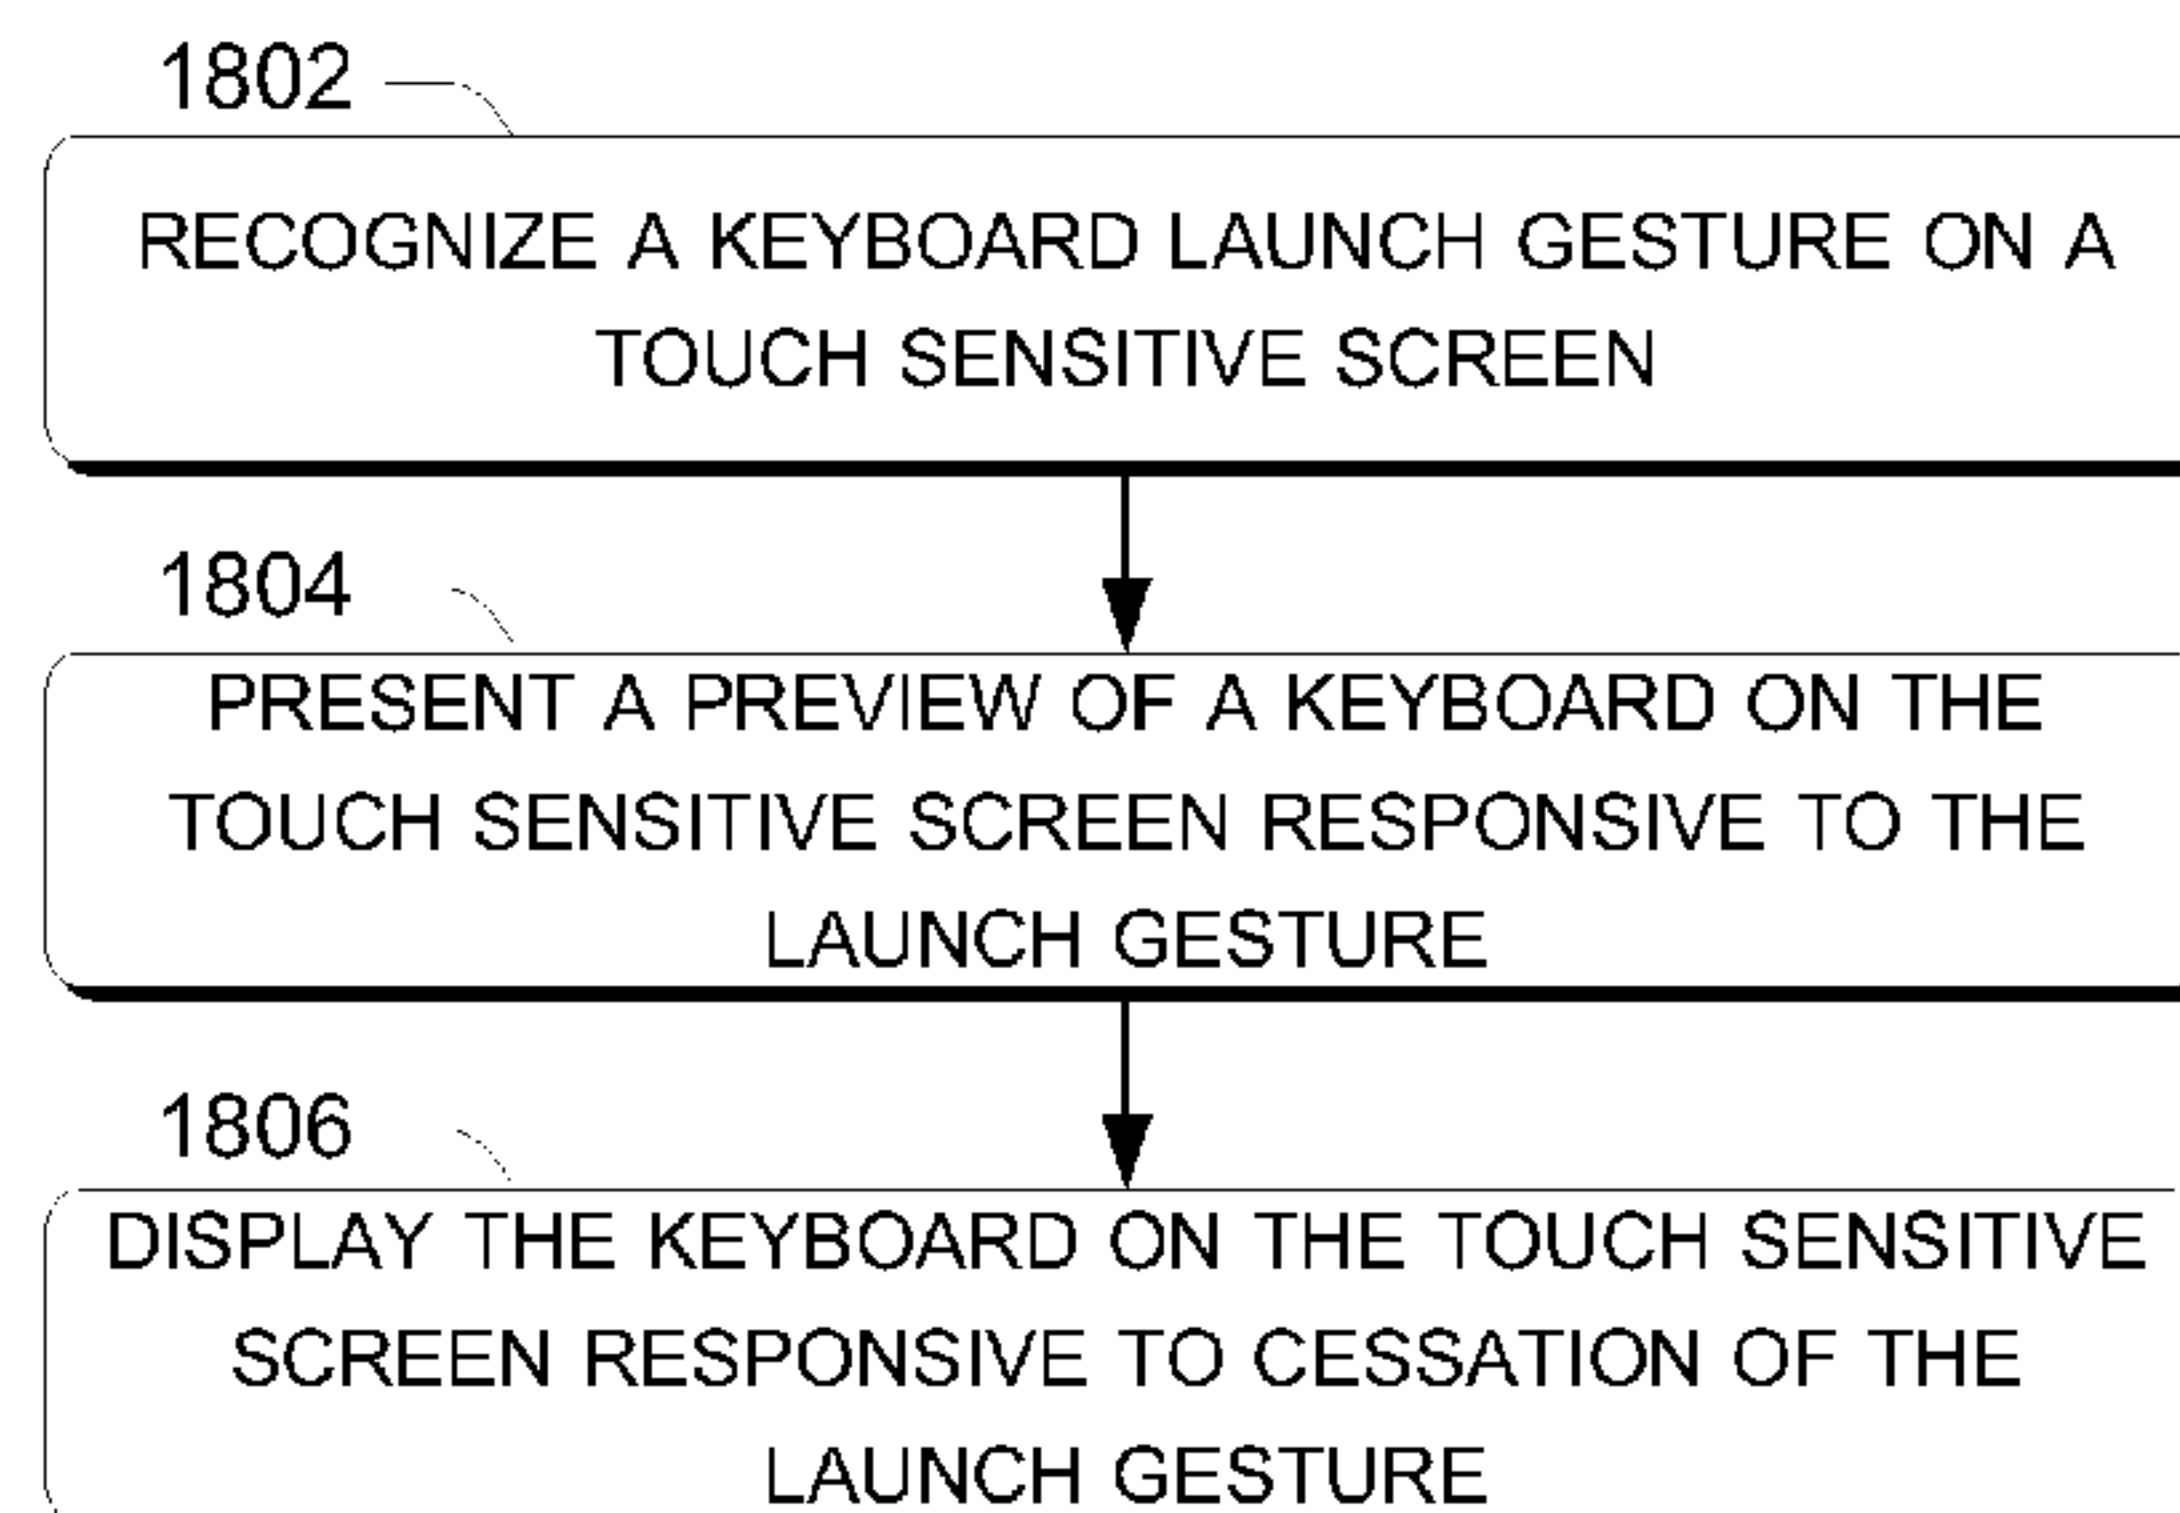 1802
RECOGNIZE A KEYBOARD LAUNCH GESTURE ON A
TOUCH SENSITIVE SCREEN
1804
PRESENT A PREVIEW OF A KEYBOARD ON THE
TOUCH SENSITIVE SCREEN RESPONSIVE TO THE
LAUNCH GESTURE
1806
DISPLAY THE KEYBOARD ON THE TOUCH SENSITIVE
SCREEN RESPONSIVE TO CESSATION OF THE
LAUNCH GESTURE